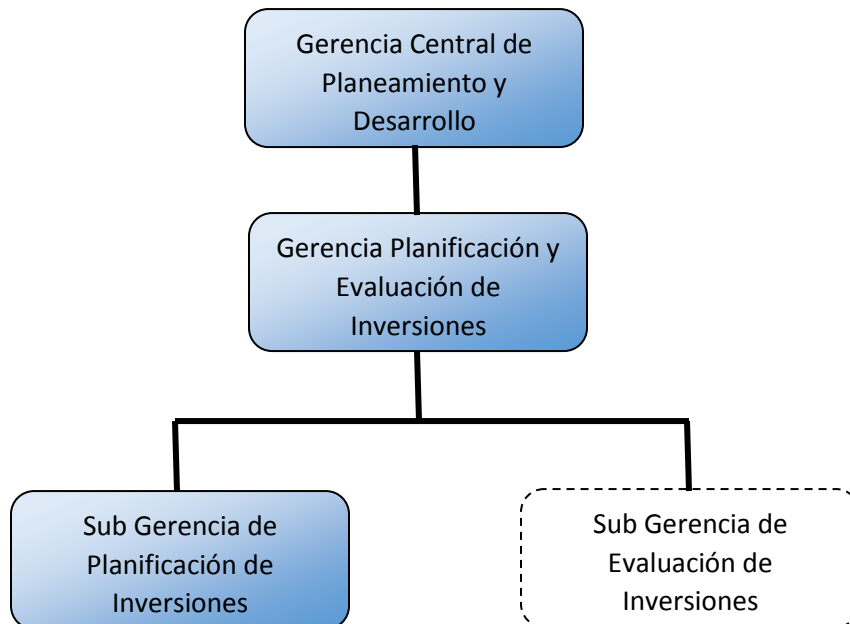 Gerencia Central de
Planeamiento y
Desarrollo
Gerencia Planificación y
Evaluación de
Inversiones
Sub Gerencia de
Planificación de
Inversiones
Sub Gerencia de
Evaluación de
Inversiones